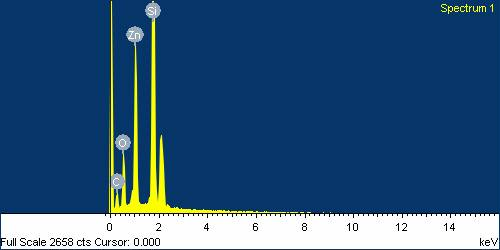 Spectrum 1
Si
Zn
O
C
0 2 4 6 8 10 12 14
Full Scale 2658 cts Cursor: 0.000 keV